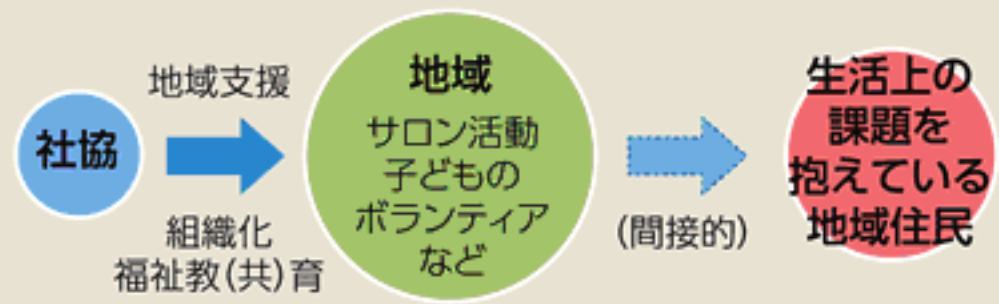 社協
地域支援
組織化
福祉教(共)育
地域
サロン活動
子どもの
ボランティア
など
(間接的)
生活上の
課題を
抱えている
地域住民